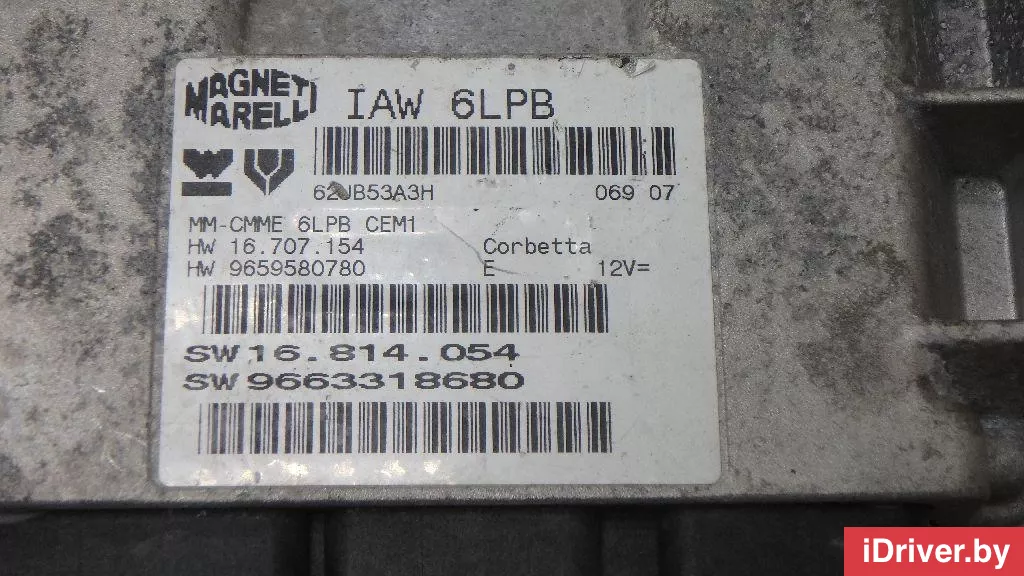 MAGNETI MARELLI
IAW 6LPB
069 07
MM-CMME 6LPB CEM1
HW 16.707.154 Corbetta
HW 9659580780 E 12V=
SW 16.814.054
SW 9663318680
iDriver.by